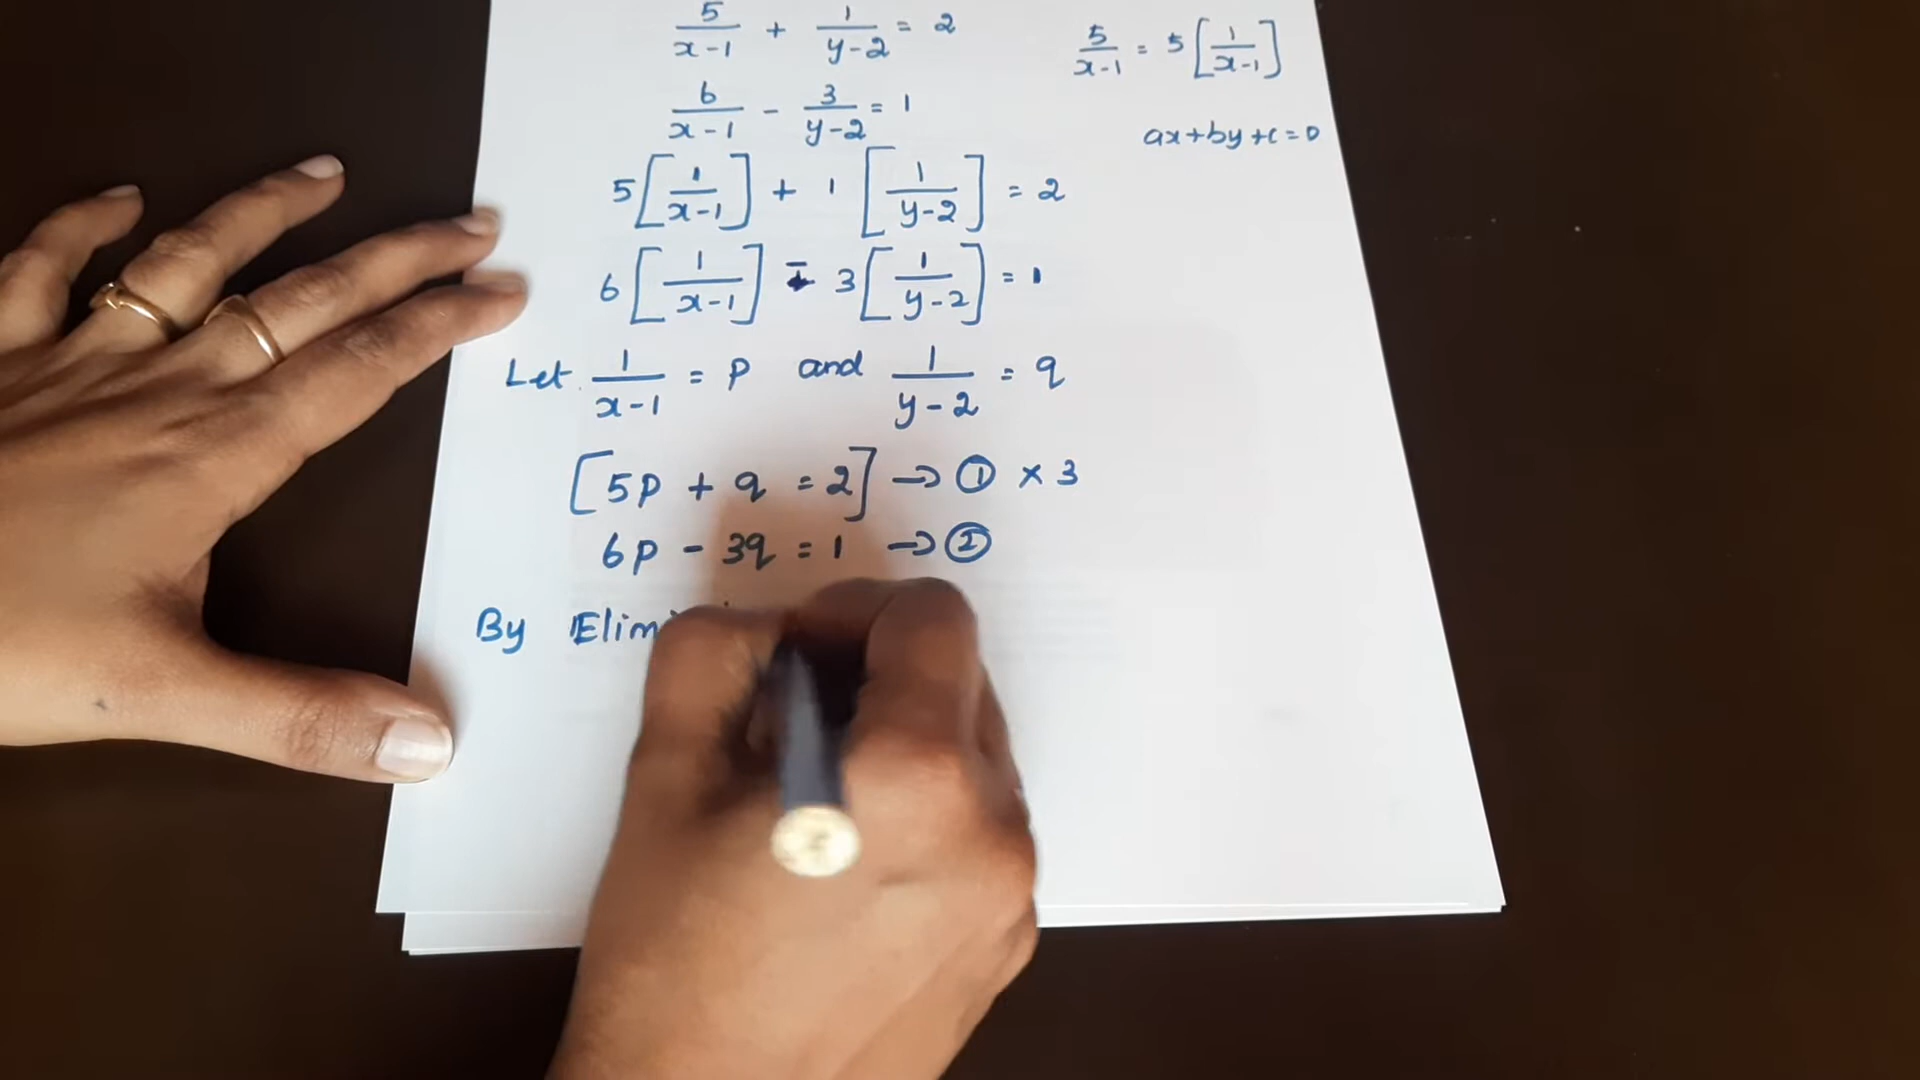 5/(x-1) + 1/(y-2) = 2
6/(x-1) - 3/(y-2) = 1
5[1/(x-1)] + 1[1/(y-2)] = 2
6[1/(x-1)] - 3[1/(y-2)] = 1
Let 1/(x-1) = p and 1/(y-2) = q
[5p + q = 2] → ① × 3
6p - 3q = 1 → ②
By
5/(x-1) = 5[1/(x-1)]
ax+by+c=0